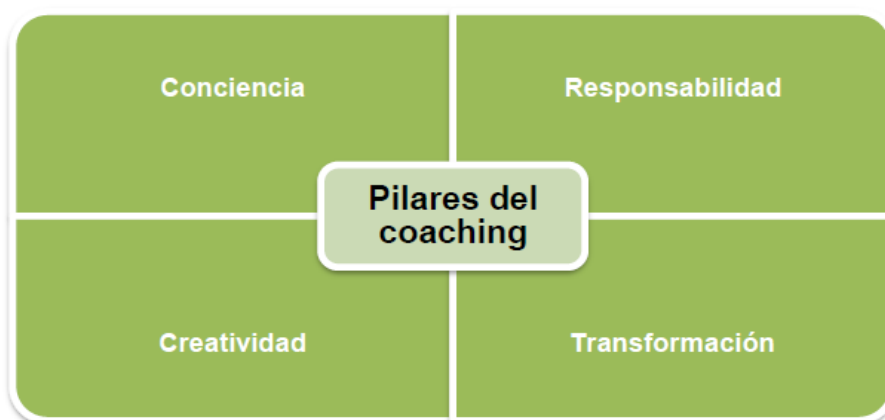 Conciencia
Responsabilidad
Pilares del
coaching
Creatividad
Transformación